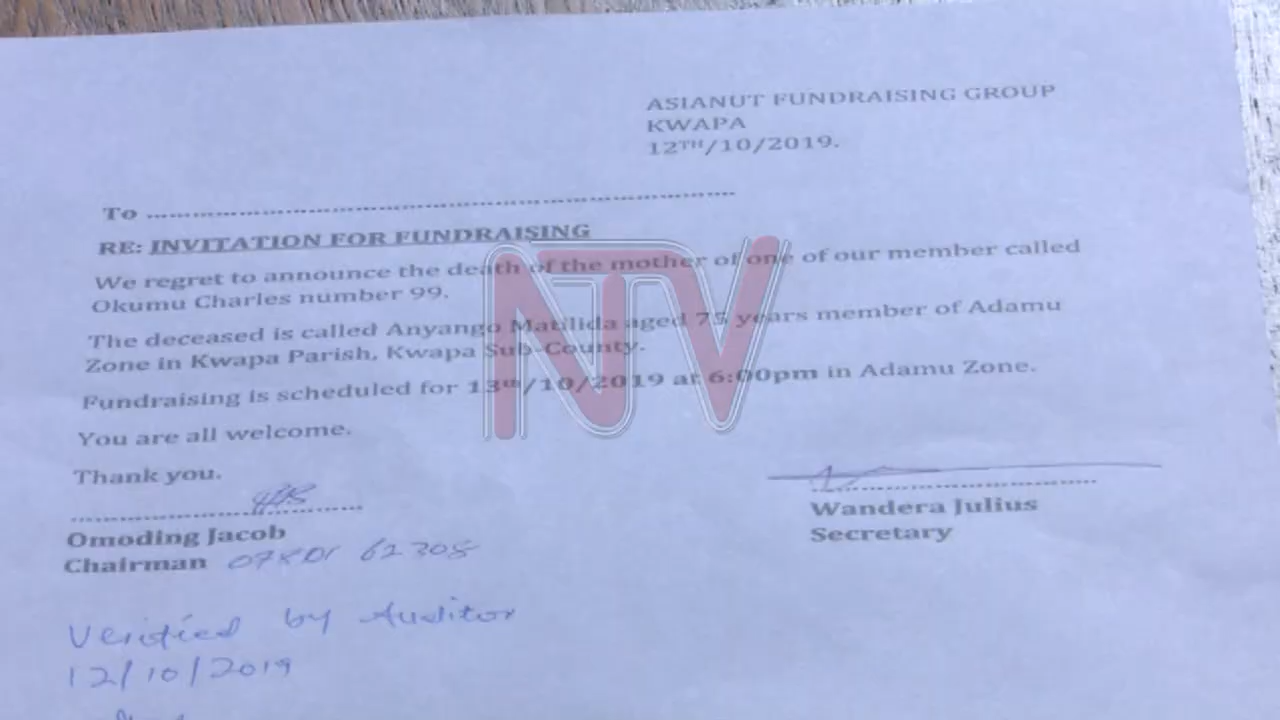 ASIANUT FUNDRAISING GROUP
KWAPA
12TH/10/2019.
To ........................................................................
RE: INVITATION FOR FUNDRAISING
We regret to announce the death of the mother of one of our member called
Okumu Charles number 99.
The deceased is called Anyango Matilida aged 75 years member of Adamu
Zone in Kwapa Parish, Kwapa Sub-County.
Fundraising is scheduled for 13th/10/2019 at 6:00pm in Adamu Zone.
You are all welcome.
Thank you.
Omoding Jacob
Chairman
Wandera Julius
Secretary
Verified by Auditor
12/10/2019
NTV